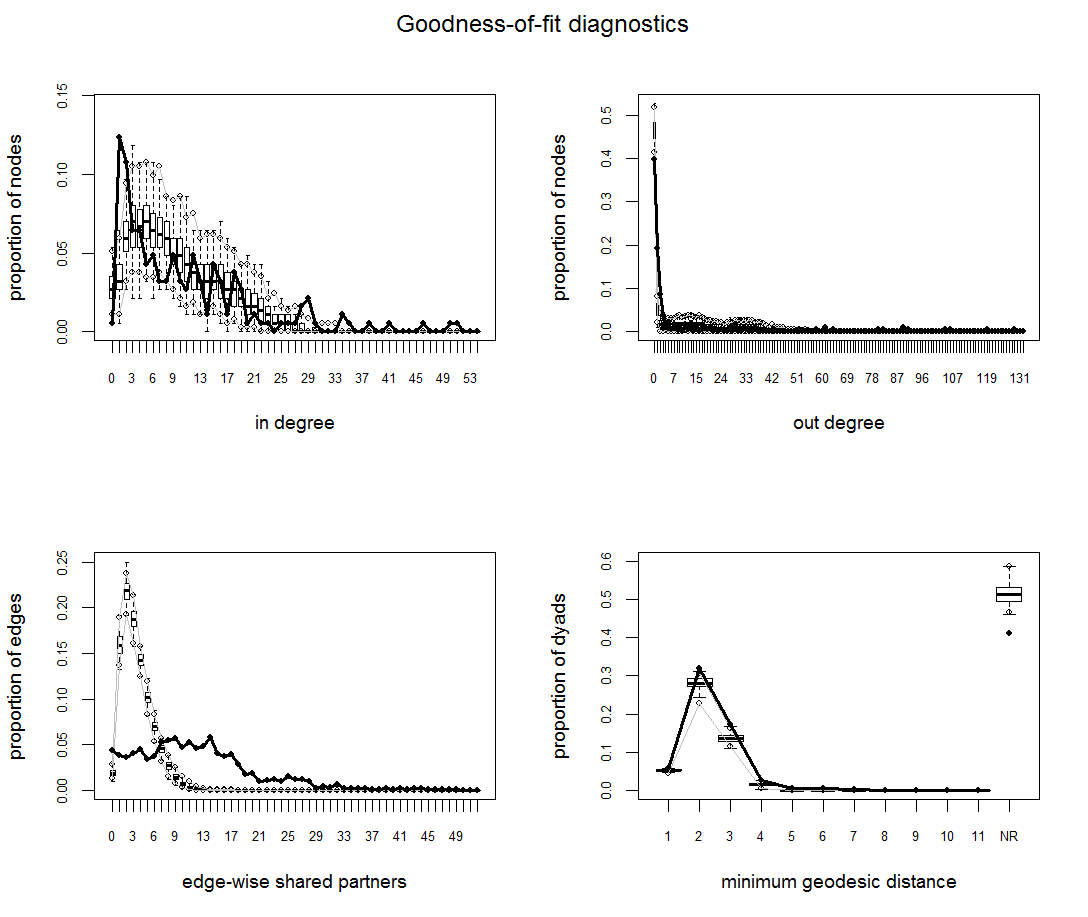 Goodness-of-fit diagnostics
proportion of nodes
0.00 0.05 0.10 0.15
0 3 6 9 13 17 21 25 29 33 37 41 45 49 53
in degree
proportion of nodes
0.0 0.1 0.2 0.3 0.4 0.5
0 7 15 24 33 42 51 60 69 78 87 96 107 119 131
out degree
proportion of edges
0.00 0.05 0.10 0.15 0.20 0.25
0 3 6 9 13 17 21 25 29 33 37 41 45 49
edge-wise shared partners
proportion of dyads
0.0 0.1 0.2 0.3 0.4 0.5 0.6
1 2 3 4 5 6 7 8 9 10 11 NR
minimum geodesic distance